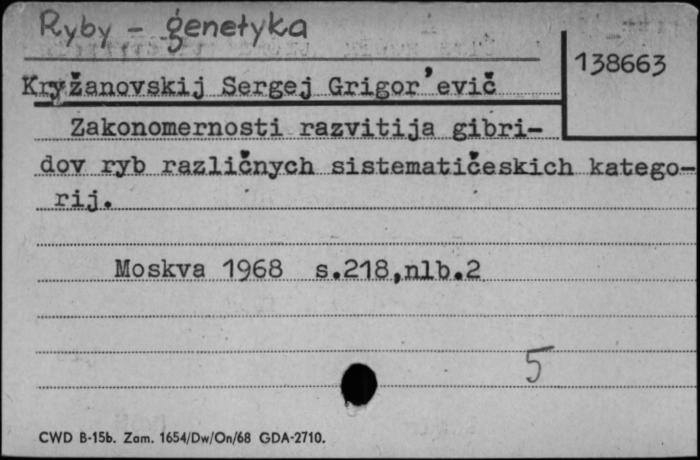 Ryby - genetyka
138663
Kryžanovskij Sergej Grigor'evič
Zakonomernosti razvitija gibri-
dov ryb različnych sistematičeskich katego-
rij.
Moskva 1968 s.218,nlb.2
5
CWD B-15b. Zam. 1654/Dw/On/68 GDA-2710.